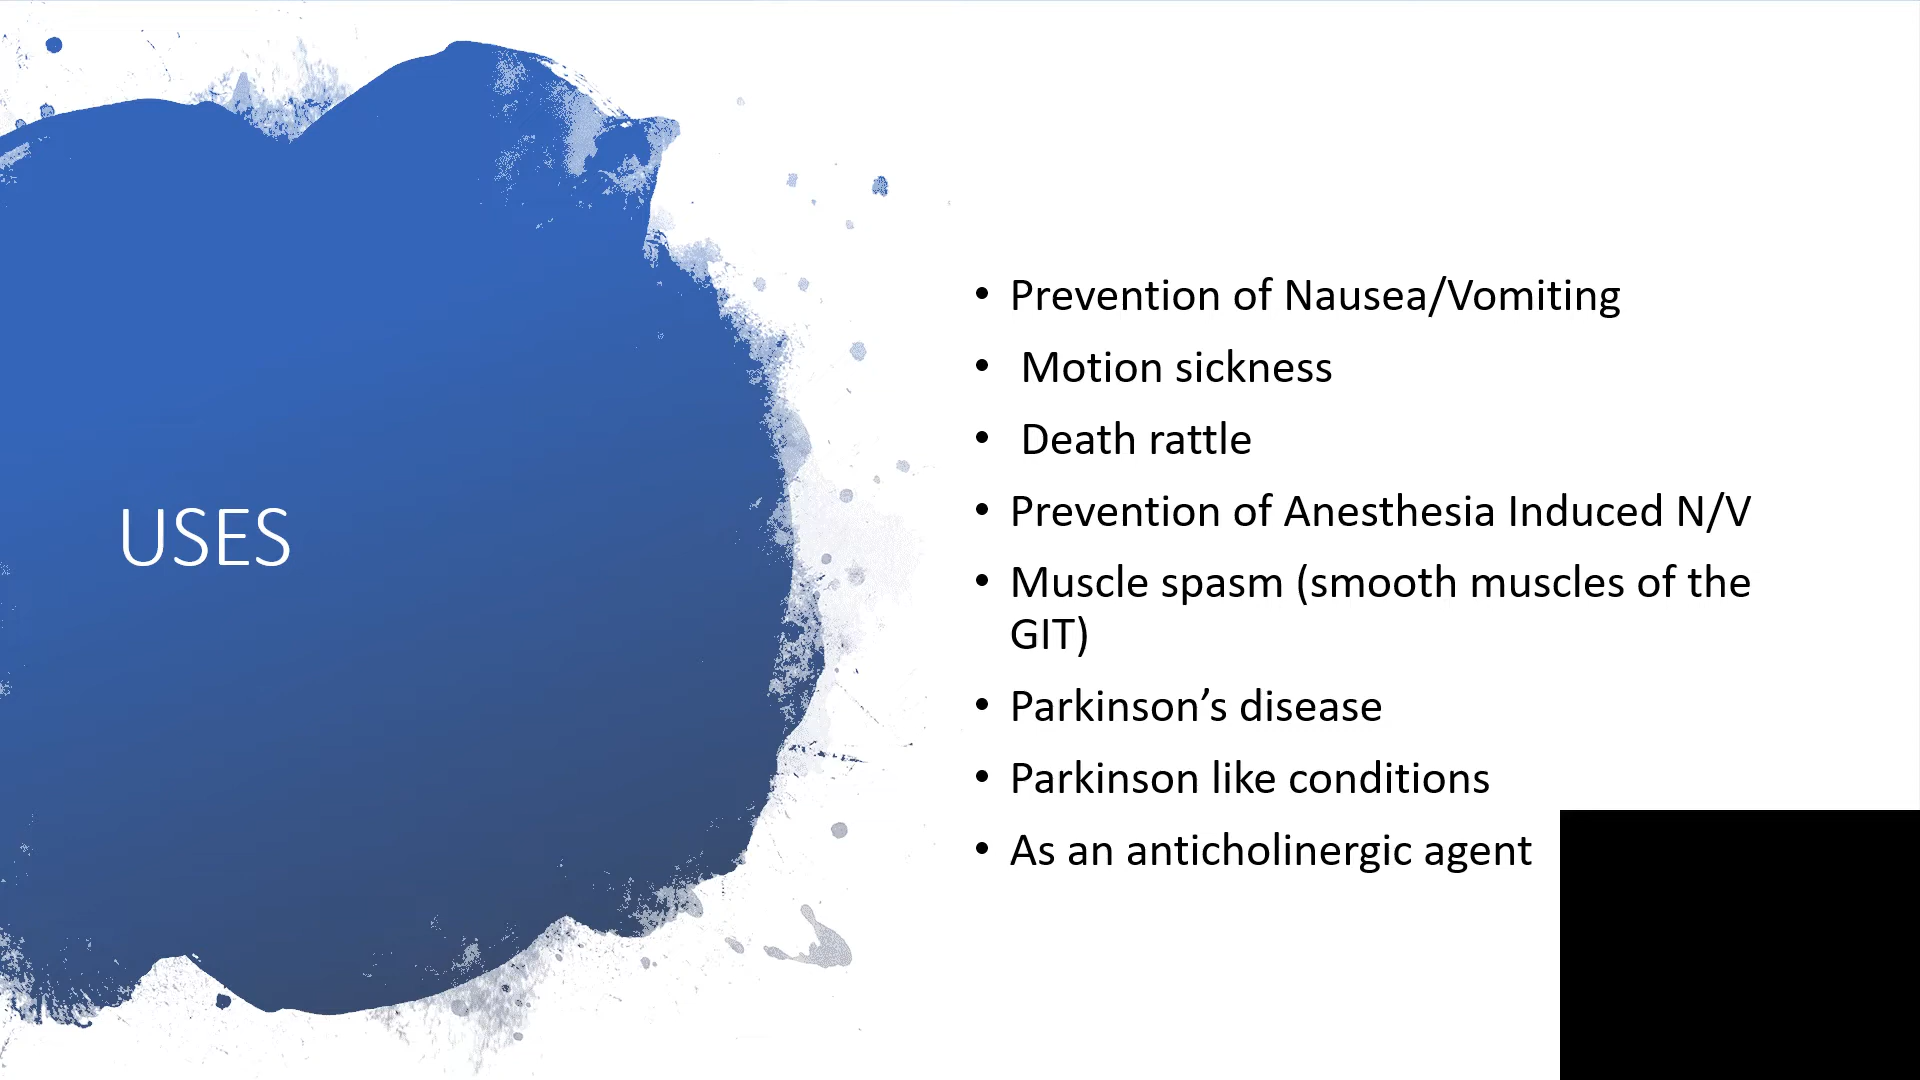 USES
• Prevention of Nausea/Vomiting
• Motion sickness
• Death rattle
• Prevention of Anesthesia Induced N/V
• Muscle spasm (smooth muscles of the
GIT)
• Parkinson’s disease
• Parkinson like conditions
• As an anticholinergic agent